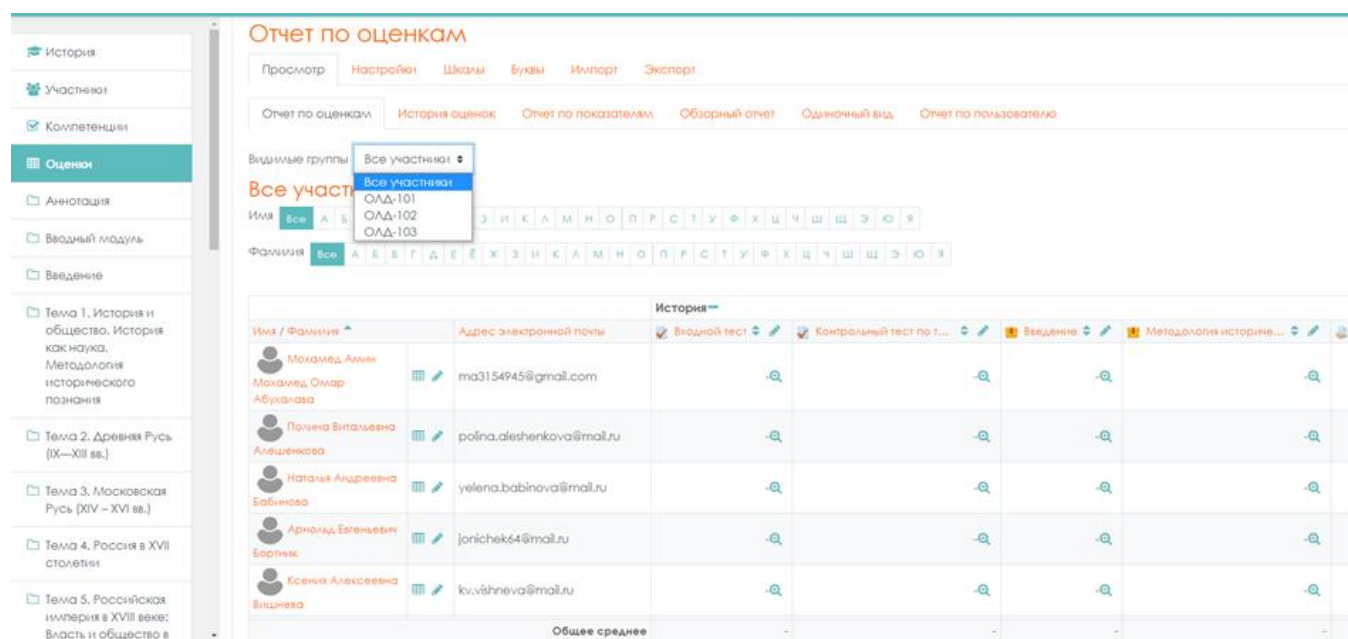 Отчет по оценкам
История
Участники
Компетенции
Оценки
Аннотация
Вводный модуль
Введение
Тема 1. История и
общество. История
как наука.
Методология
исторического
познания
Тема 2. Древняя Русь
(IX—XIII вв.)
Тема 3. Московская
Русь (XIV – XVI вв.)
Тема 4. Россия в XVII
столетии
Тема 5. Российская
империя в XVIII веке:
Власть и общество в
Просмотр Настройки Шкалы Буквы Импорт Экспорт
Отчет по оценкам История оценок Отчет по показателям Обзорный отчет Одиночный вид Отчет по пользователю
Видимые группы Все участники
Все участники
ОЛД-101
ОЛД-102
ОЛД-103
Все участ
Имя Все А Б З И К Л М Н О П Р С Т У Ф Х Ц Ч Ш Щ Э Ю Я
Фамилия Все А Б В Г Д Е Ё Ж З И К Л М Н О П Р С Т У Ф Х Ц Ч Ш Щ Э Ю Я
История
Имя / Фамилия Адрес электронной почты Входной тест Контрольный тест по т... Введение Методология историче...
Мохамед Амин
Мохамед Омар
Абухалава
ma3154945@gmail.com - - - -
Полина Витальевна
Алешенкова
polina.aleshenkova@mail.ru - - - -
Наталья Андреевна
Бабинова
yelena.babinova@mail.ru - - - -
Арнольд Евгеньевич
Бортник
jonichek64@mail.ru - - - -
Ксения Алексеевна
Вишнева
kv.vishneva@mail.ru - - - -
Общее среднее - - - -